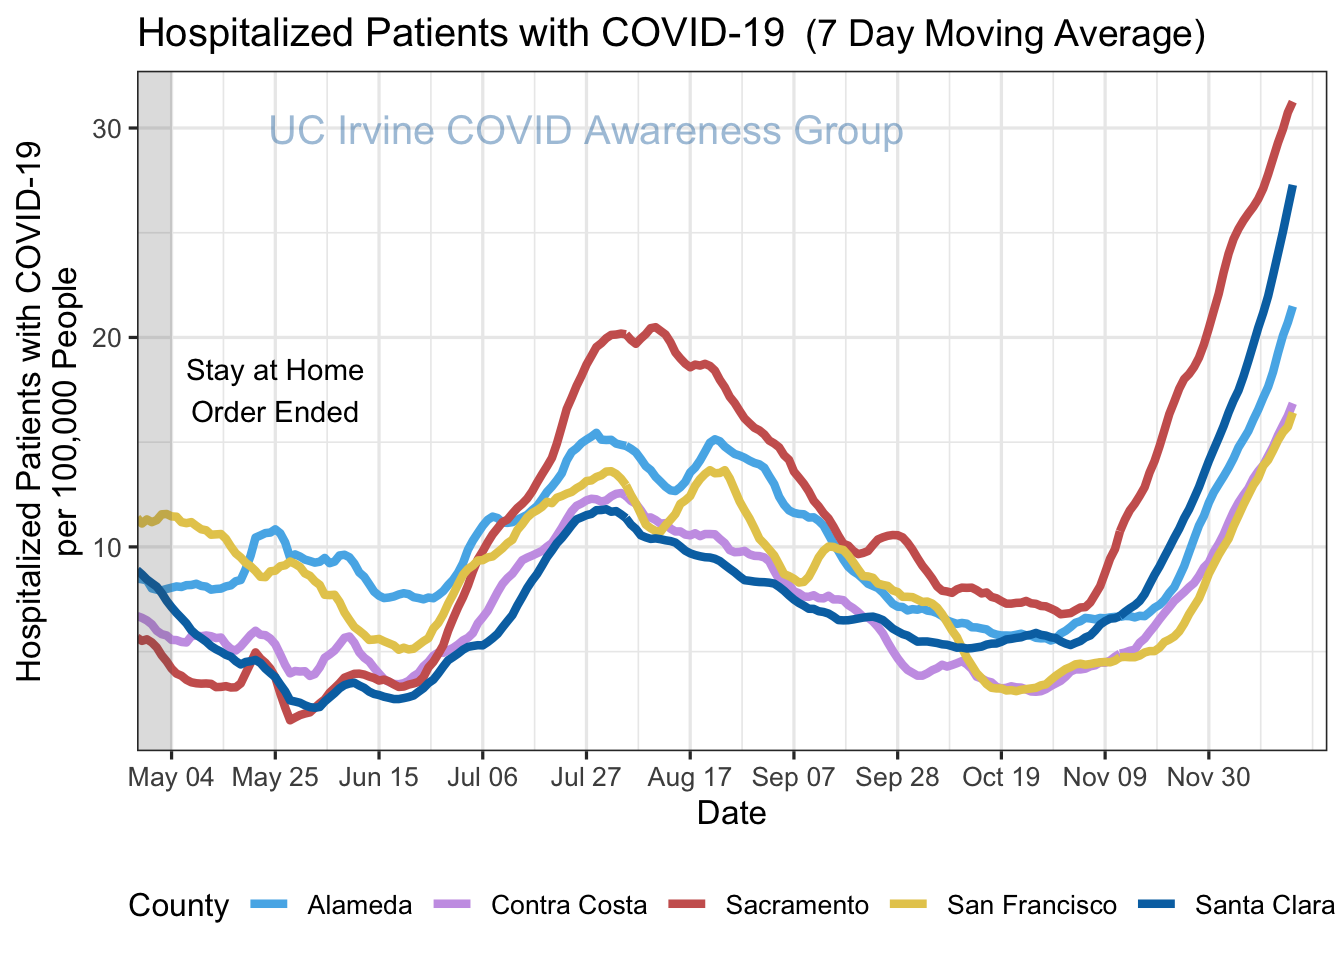 Hospitalized Patients with COVID-19  (7 Day Moving Average)
Hospitalized Patients with COVID-19
per 100,000 People
30
20
10
UC Irvine COVID Awareness Group
Stay at Home
Order Ended
May 04 May 25 Jun 15 Jul 06 Jul 27 Aug 17 Sep 07 Sep 28 Oct 19 Nov 09 Nov 30
Date
County Alameda Contra Costa Sacramento San Francisco Santa Clara